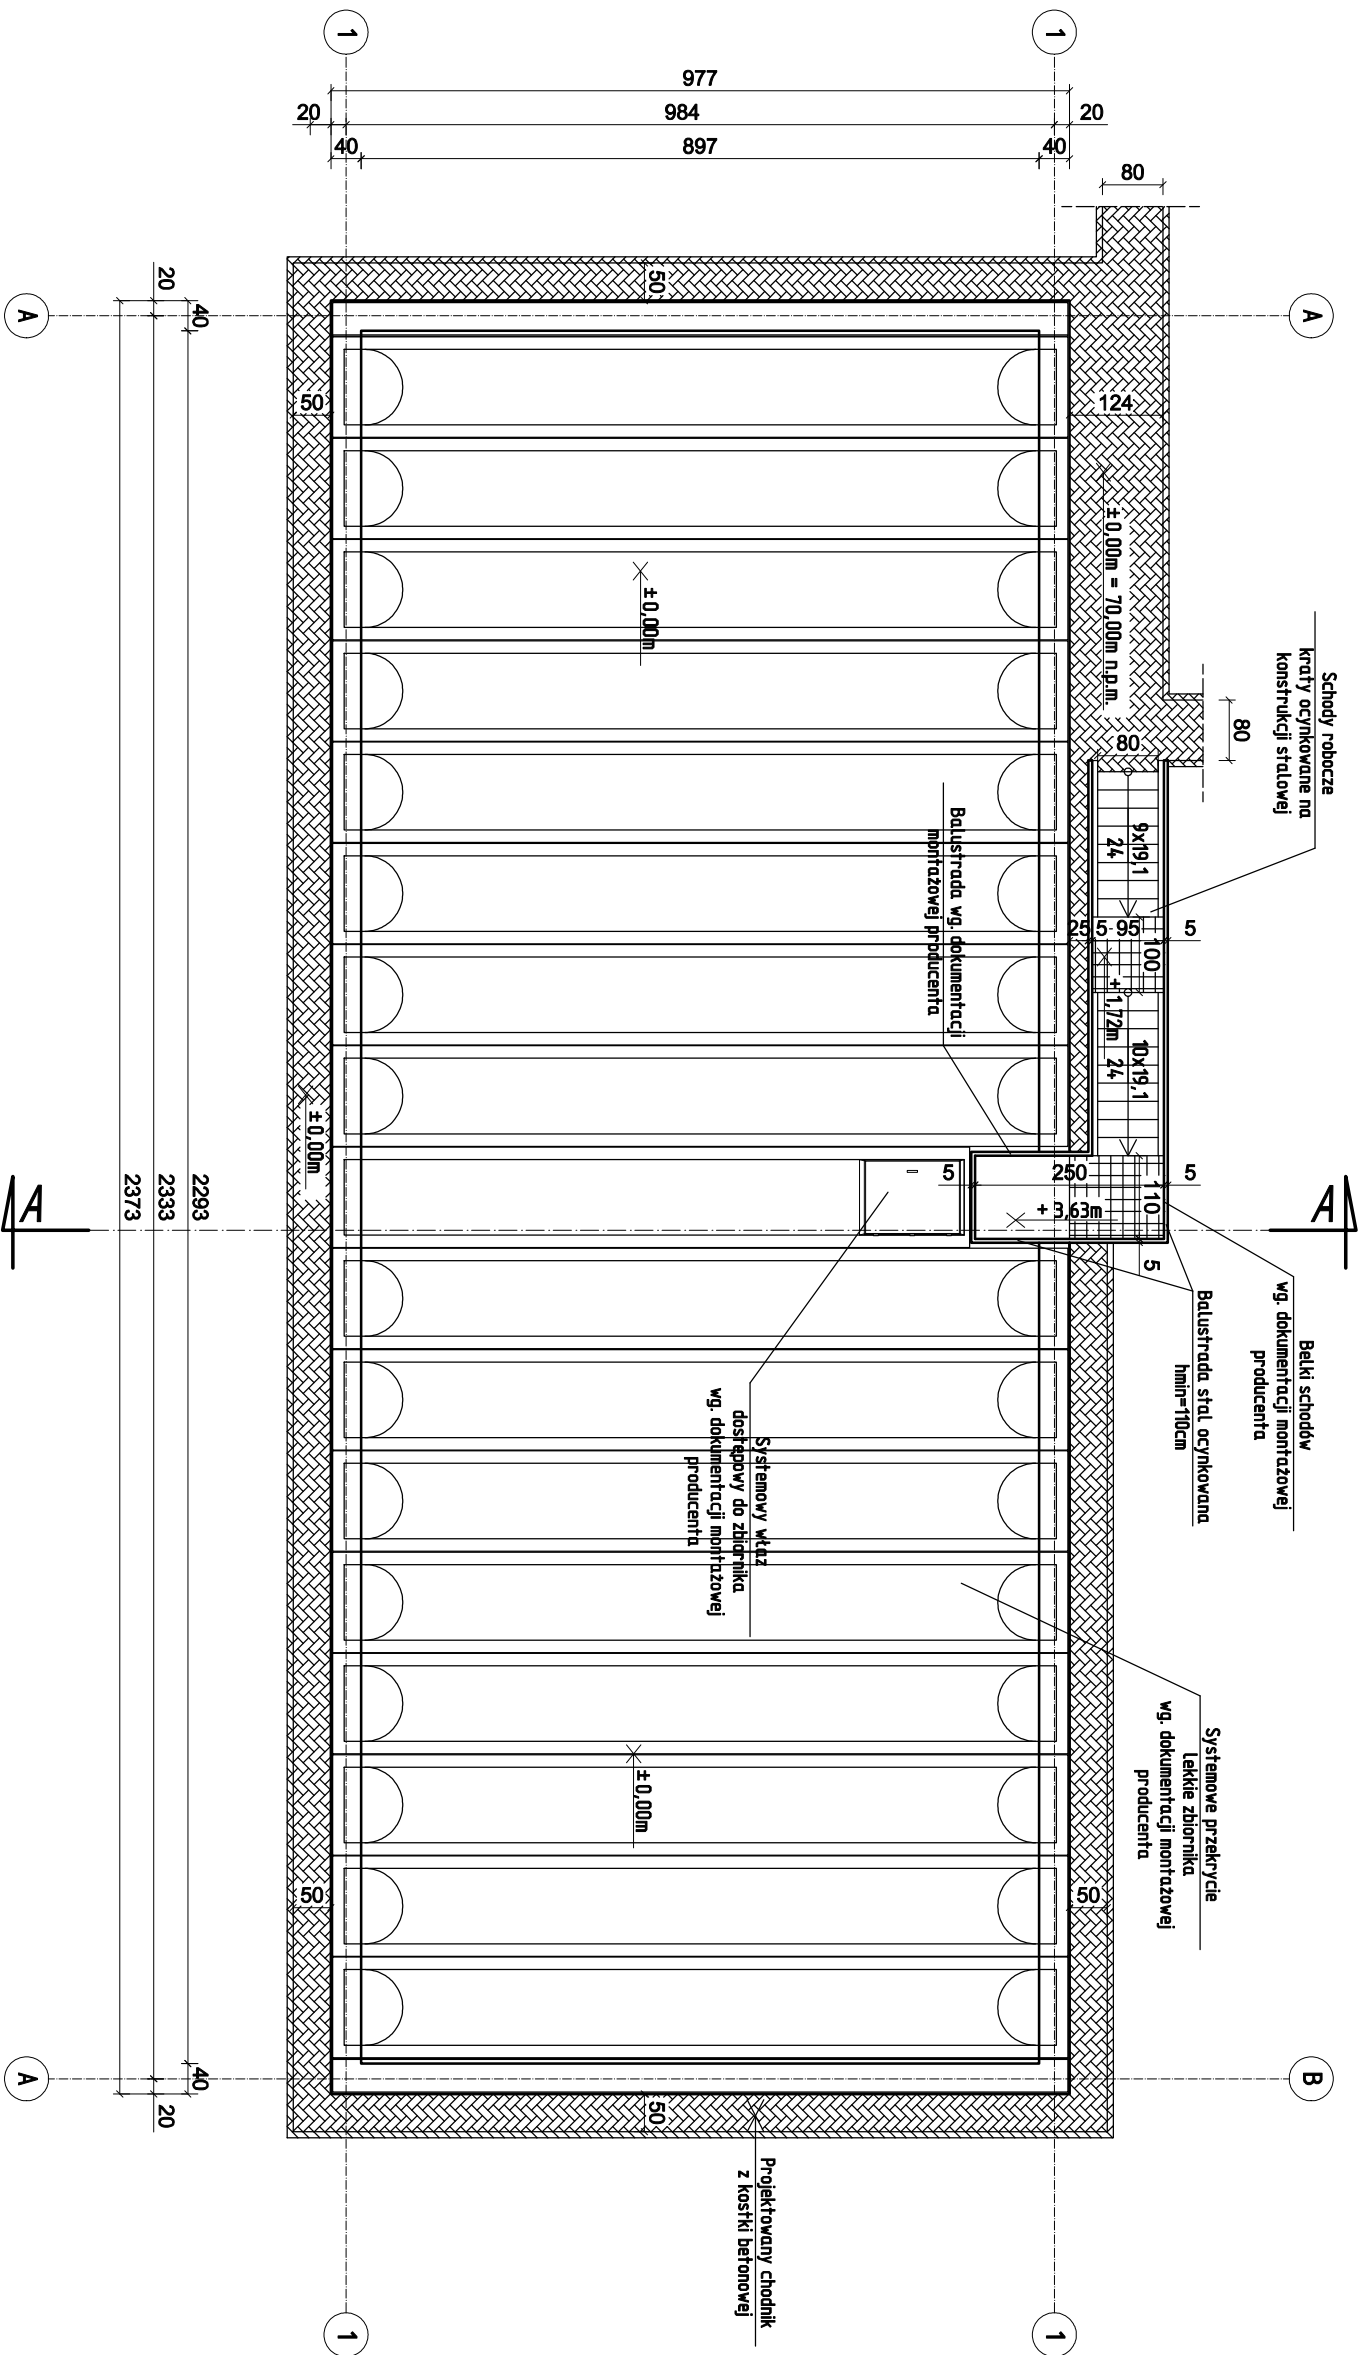 1
1
977
20
984
20
40
897
40
80
20
40
A
A
50
50
124
±0,00m = 70,00m n.p.m.
±0,00m
80
80
Schody robocze
kraty ocynkowane na
konstrukcji stalowej
9x19,1
24
Balustrada wg. dokumentacji
montażowej producenta
25
5
95
5
100
+ 1,72m
10x19,1
24
±0,00m
5
250
5
110
+ 3,63m
5
2293
2333
2373
A
A
Belki schodów
wg. dokumentacji montażowej
producenta
Balustrada stal ocynkowana
hmin=110cm
Systemowy właz
dostępowy do zbiornika
wg. dokumentacji montażowej
producenta
Systemowe przekrycie
lekkie zbiornika
wg. dokumentacji montażowej
producenta
±0,00m
50
50
40
20
50
A
B
Projektowany chodnik
z kostki betonowej
1
1